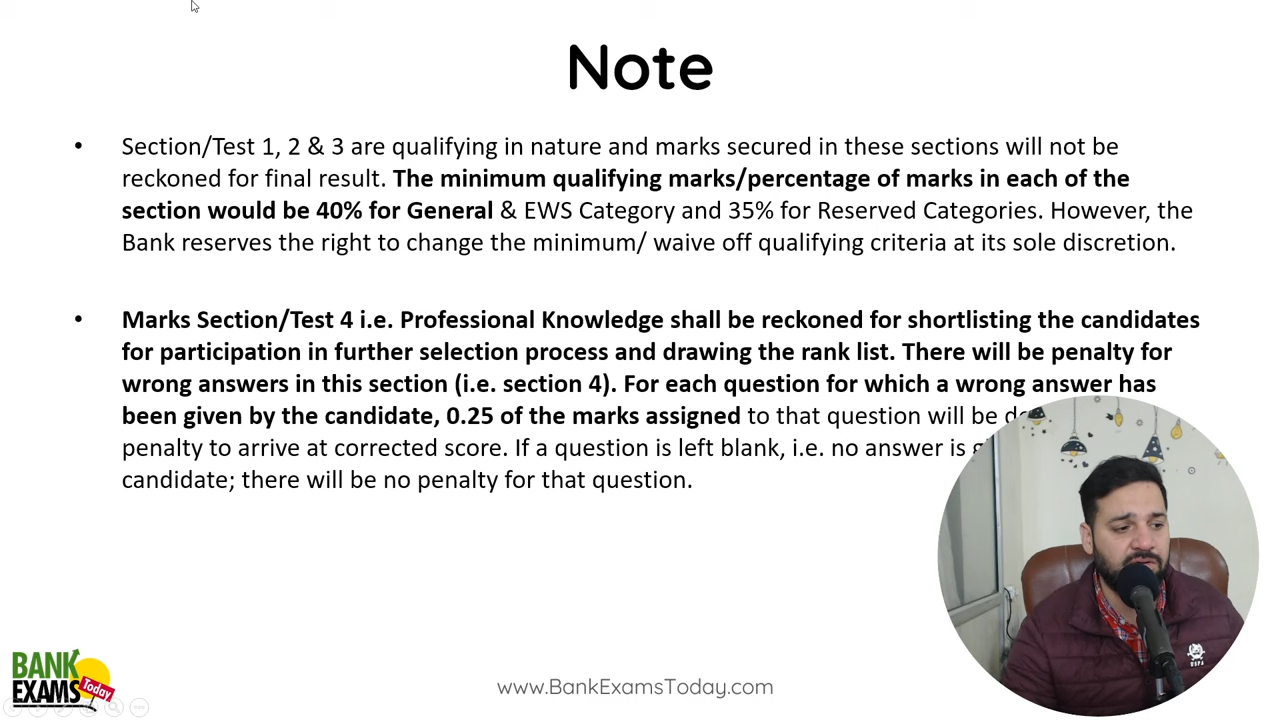 Note
• Section/Test 1, 2 & 3 are qualifying in nature and marks secured in these sections will not be
reckoned for final result. The minimum qualifying marks/percentage of marks in each of the
section would be 40% for General & EWS Category and 35% for Reserved Categories. However, the
Bank reserves the right to change the minimum/ waive off qualifying criteria at its sole discretion.
• Marks Section/Test 4 i.e. Professional Knowledge shall be reckoned for shortlisting the candidates
for participation in further selection process and drawing the rank list. There will be penalty for
wrong answers in this section (i.e. section 4). For each question for which a wrong answer has
been given by the candidate, 0.25 of the marks assigned to that question will be
penalty to arrive at corrected score. If a question is left blank, i.e. no answer is
candidate; there will be no penalty for that question.
BANK
EXAMS Today
www.BankExamsToday.com
USPA